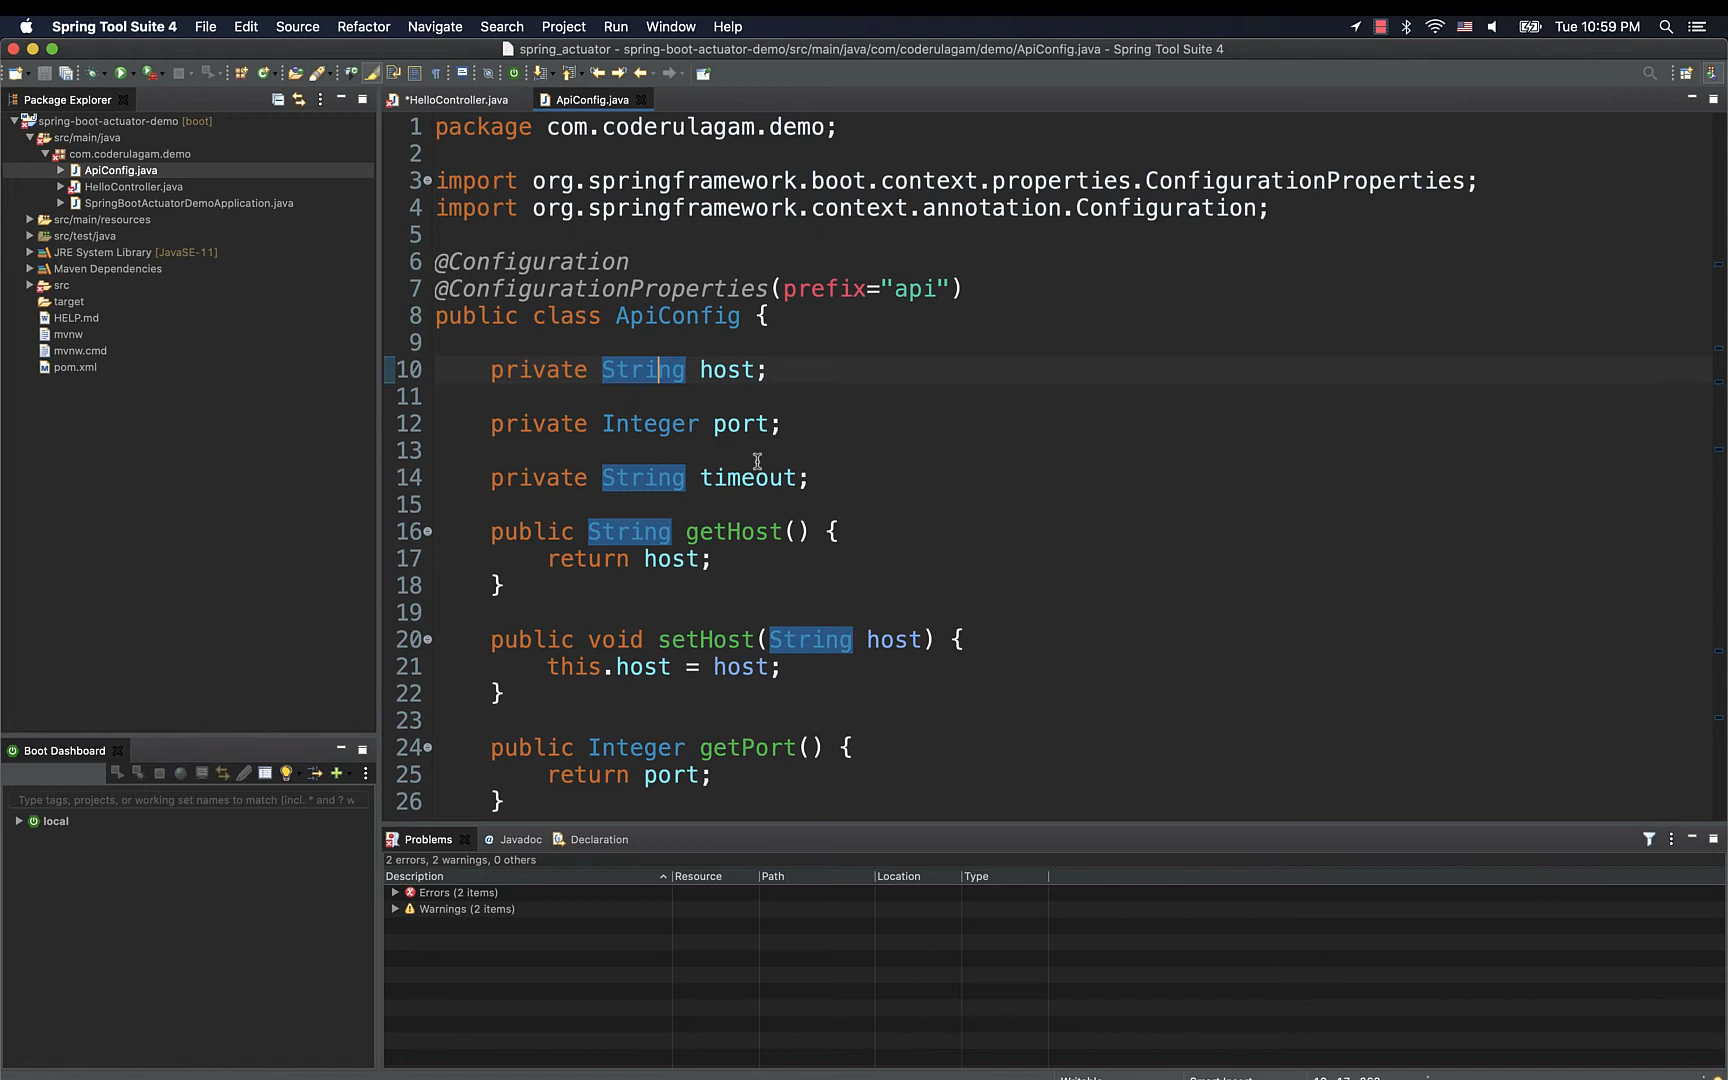 Spring Tool Suite 4 File Edit Source Refactor Navigate Search Project Run Window Help Tue 10:59 PM
spring_actuator - spring-boot-actuator-demo/src/main/java/com/coderulagam/demo/ApiConfig.java - Spring Tool Suite 4
Package Explorer
spring-boot-actuator-demo [boot]
src/main/java
com.coderulagam.demo
ApiConfig.java
HelloController.java
SpringBootActuatorDemoApplication.java
src/main/resources
src/test/java
JRE System Library [JavaSE-11]
Maven Dependencies
src
target
HELP.md
mvnw
mvnw.cmd
pom.xml
*HelloController.java ApiConfig.java
1 package com.coderulagam.demo;
2
3 import org.springframework.boot.context.properties.ConfigurationProperties;
4 import org.springframework.context.annotation.Configuration;
5
6 @Configuration
7 @ConfigurationProperties(prefix="api")
8 public class ApiConfig {
9
10 private String host;
11
12 private Integer port;
13
14 private String timeout;
15
16 public String getHost() {
17 return host;
18 }
19
20 public void setHost(String host) {
21 this.host = host;
22 }
23
24 public Integer getPort() {
25 return port;
26 }
Boot Dashboard
Type tags, projects, or working set names to match (incl. * and ? w
local
Problems Javadoc Declaration
2 errors, 2 warnings, 0 others
Description Resource Path Location Type
Errors (2 items)
Warnings (2 items)